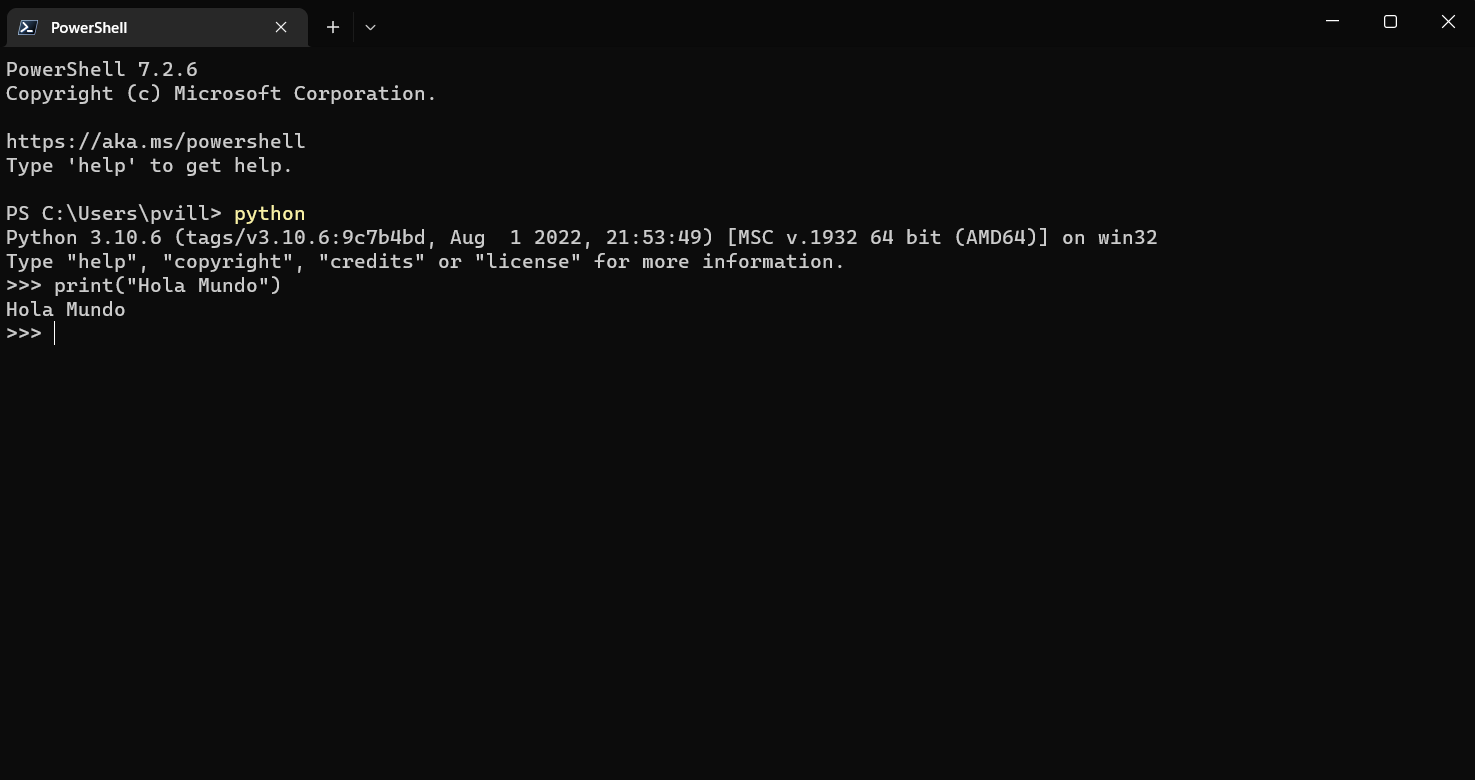 PowerShell
PowerShell 7.2.6
Copyright (c) Microsoft Corporation.
https://aka.ms/powershell
Type 'help' to get help.
PS C:\Users\pvill> python
Python 3.10.6 (tags/v3.10.6:9c7b4bd, Aug  1 2022, 21:53:49) [MSC v.1932 64 bit (AMD64)] on win32
Type "help", "copyright", "credits" or "license" for more information.
>>> print("Hola Mundo")
Hola Mundo
>>>